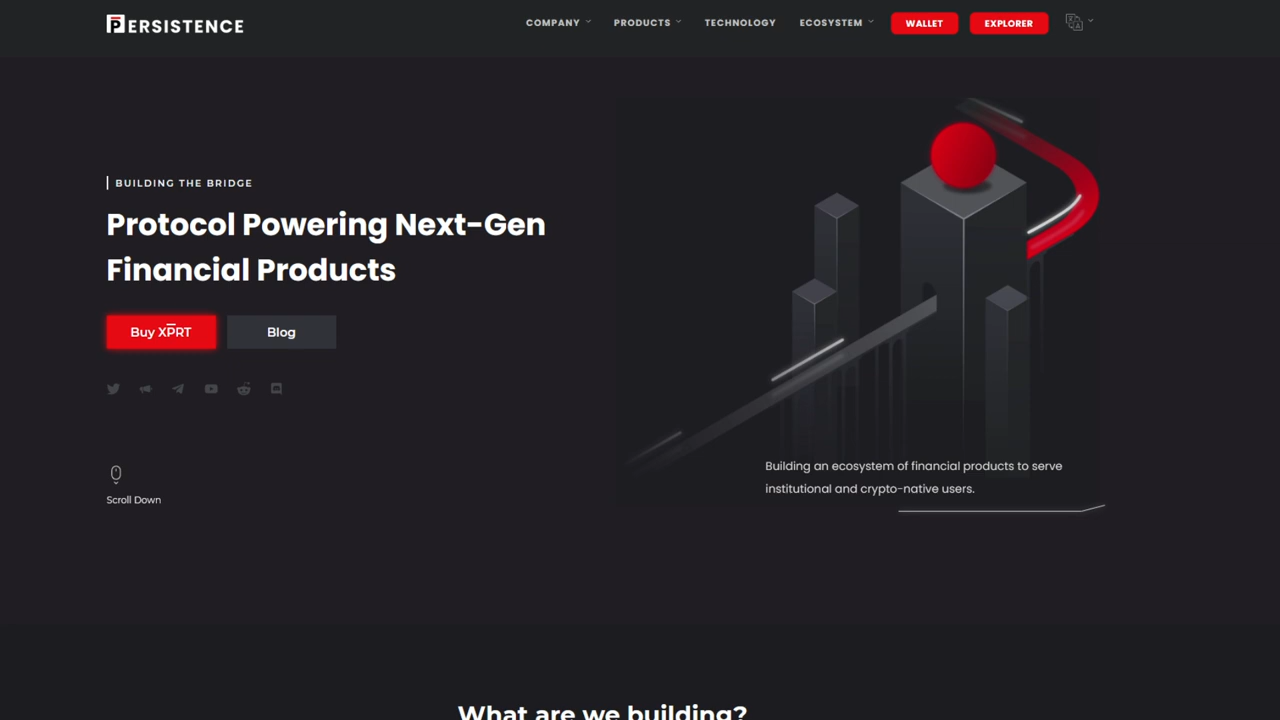 PERSISTENCE
COMPANY PRODUCTS TECHNOLOGY ECOSYSTEM WALLET EXPLORER
BUILDING THE BRIDGE
Protocol Powering Next-Gen
Financial Products
Buy XPRT Blog
Scroll Down
Building an ecosystem of financial products to serve
institutional and crypto-native users.
What are we building?